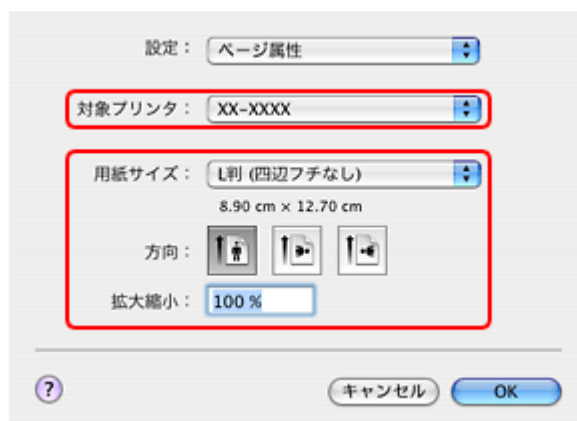 設定： ページ属性
対象プリンタ： XX-XXXX
用紙サイズ： L判 (四辺フチなし)
8.90 cm × 12.70 cm
方向：
拡大縮小： 100 %
? キャンセル OK